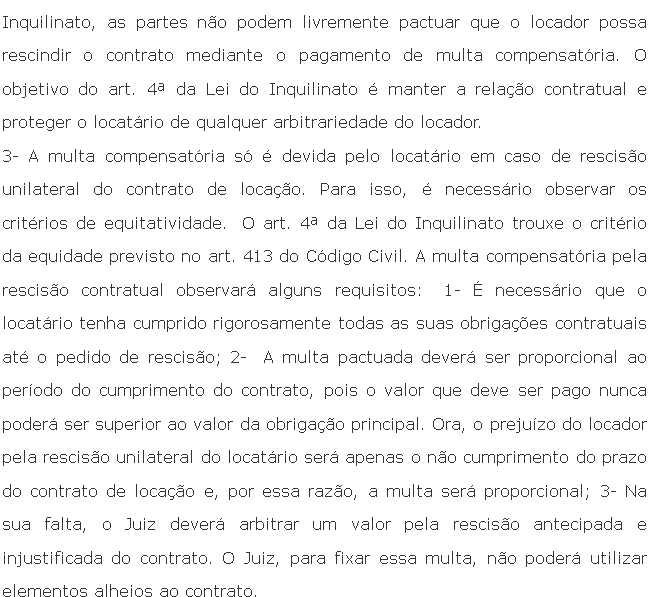 Inquilinato, as partes não podem livremente pactuar que o locador possa
rescindir o contrato mediante o pagamento de multa compensatória. O
objetivo do art. 4ª da Lei do Inquilinato é manter a relação contratual e
proteger o locatário de qualquer arbitrariedade do locador.
3- A multa compensatória só é devida pelo locatário em caso de rescisão
unilateral do contrato de locação. Para isso, é necessário observar os
critérios de equitatividade. O art. 4ª da Lei do Inquilinato trouxe o critério
da equidade previsto no art. 413 do Código Civil. A multa compensatória pela
rescisão contratual observará alguns requisitos: 1- É necessário que o
locatário tenha cumprido rigorosamente todas as suas obrigações contratuais
até o pedido de rescisão; 2- A multa pactuada deverá ser proporcional ao
período do cumprimento do contrato, pois o valor que deve ser pago nunca
poderá ser superior ao valor da obrigação principal. Ora, o prejuízo do locador
pela rescisão unilateral do locatário será apenas o não cumprimento do prazo
do contrato de locação e, por essa razão, a multa será proporcional; 3- Na
sua falta, o Juiz deverá arbitrar um valor pela rescisão antecipada e
injustificada do contrato. O Juiz, para fixar essa multa, não poderá utilizar
elementos alheios ao contrato.